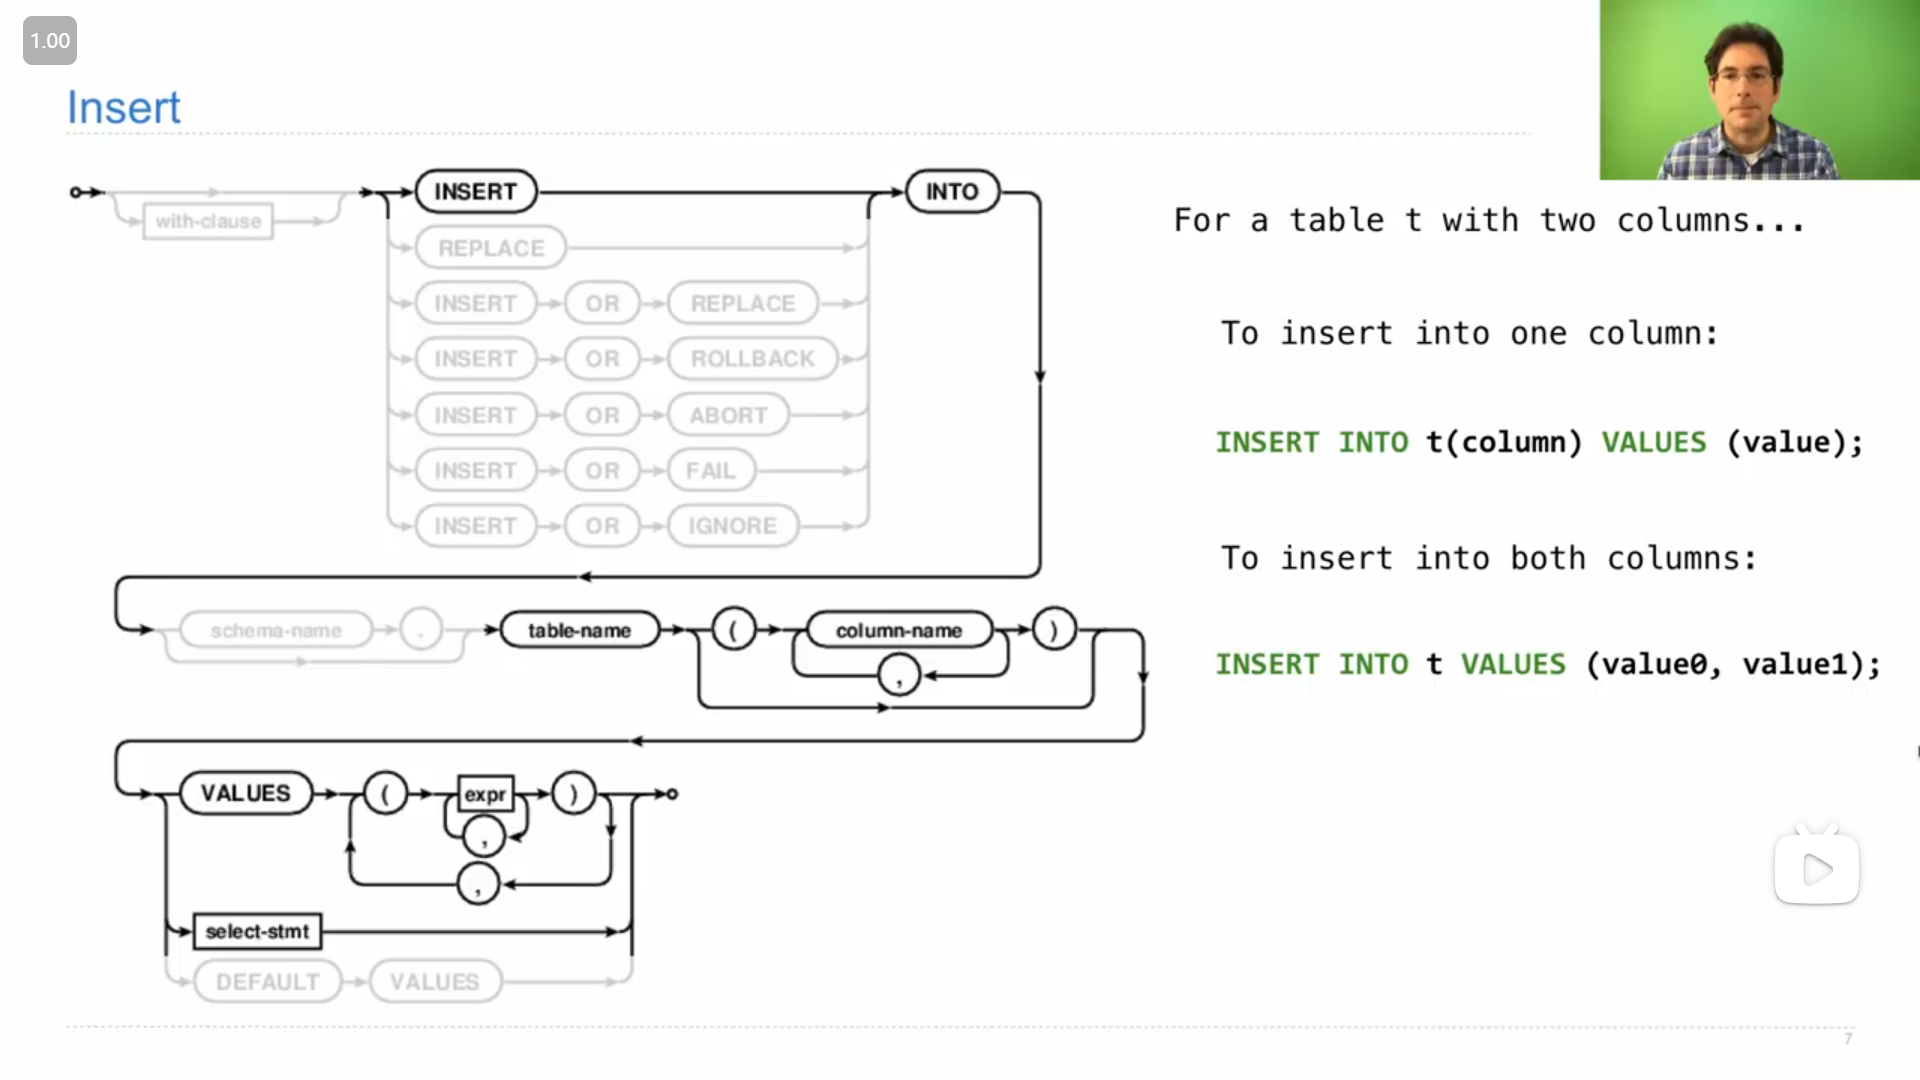 1.00
Insert
with-clause
INSERT INTO
REPLACE
INSERT OR REPLACE
INSERT OR ROLLBACK
INSERT OR ABORT
INSERT OR FAIL
INSERT OR IGNORE
schema-name . table-name ( column-name )
,
VALUES ( expr )
,
,
select-stmt
DEFAULT VALUES
For a table t with two columns...
To insert into one column:
INSERT INTO t(column) VALUES (value);
To insert into both columns:
INSERT INTO t VALUES (value0, value1);
7